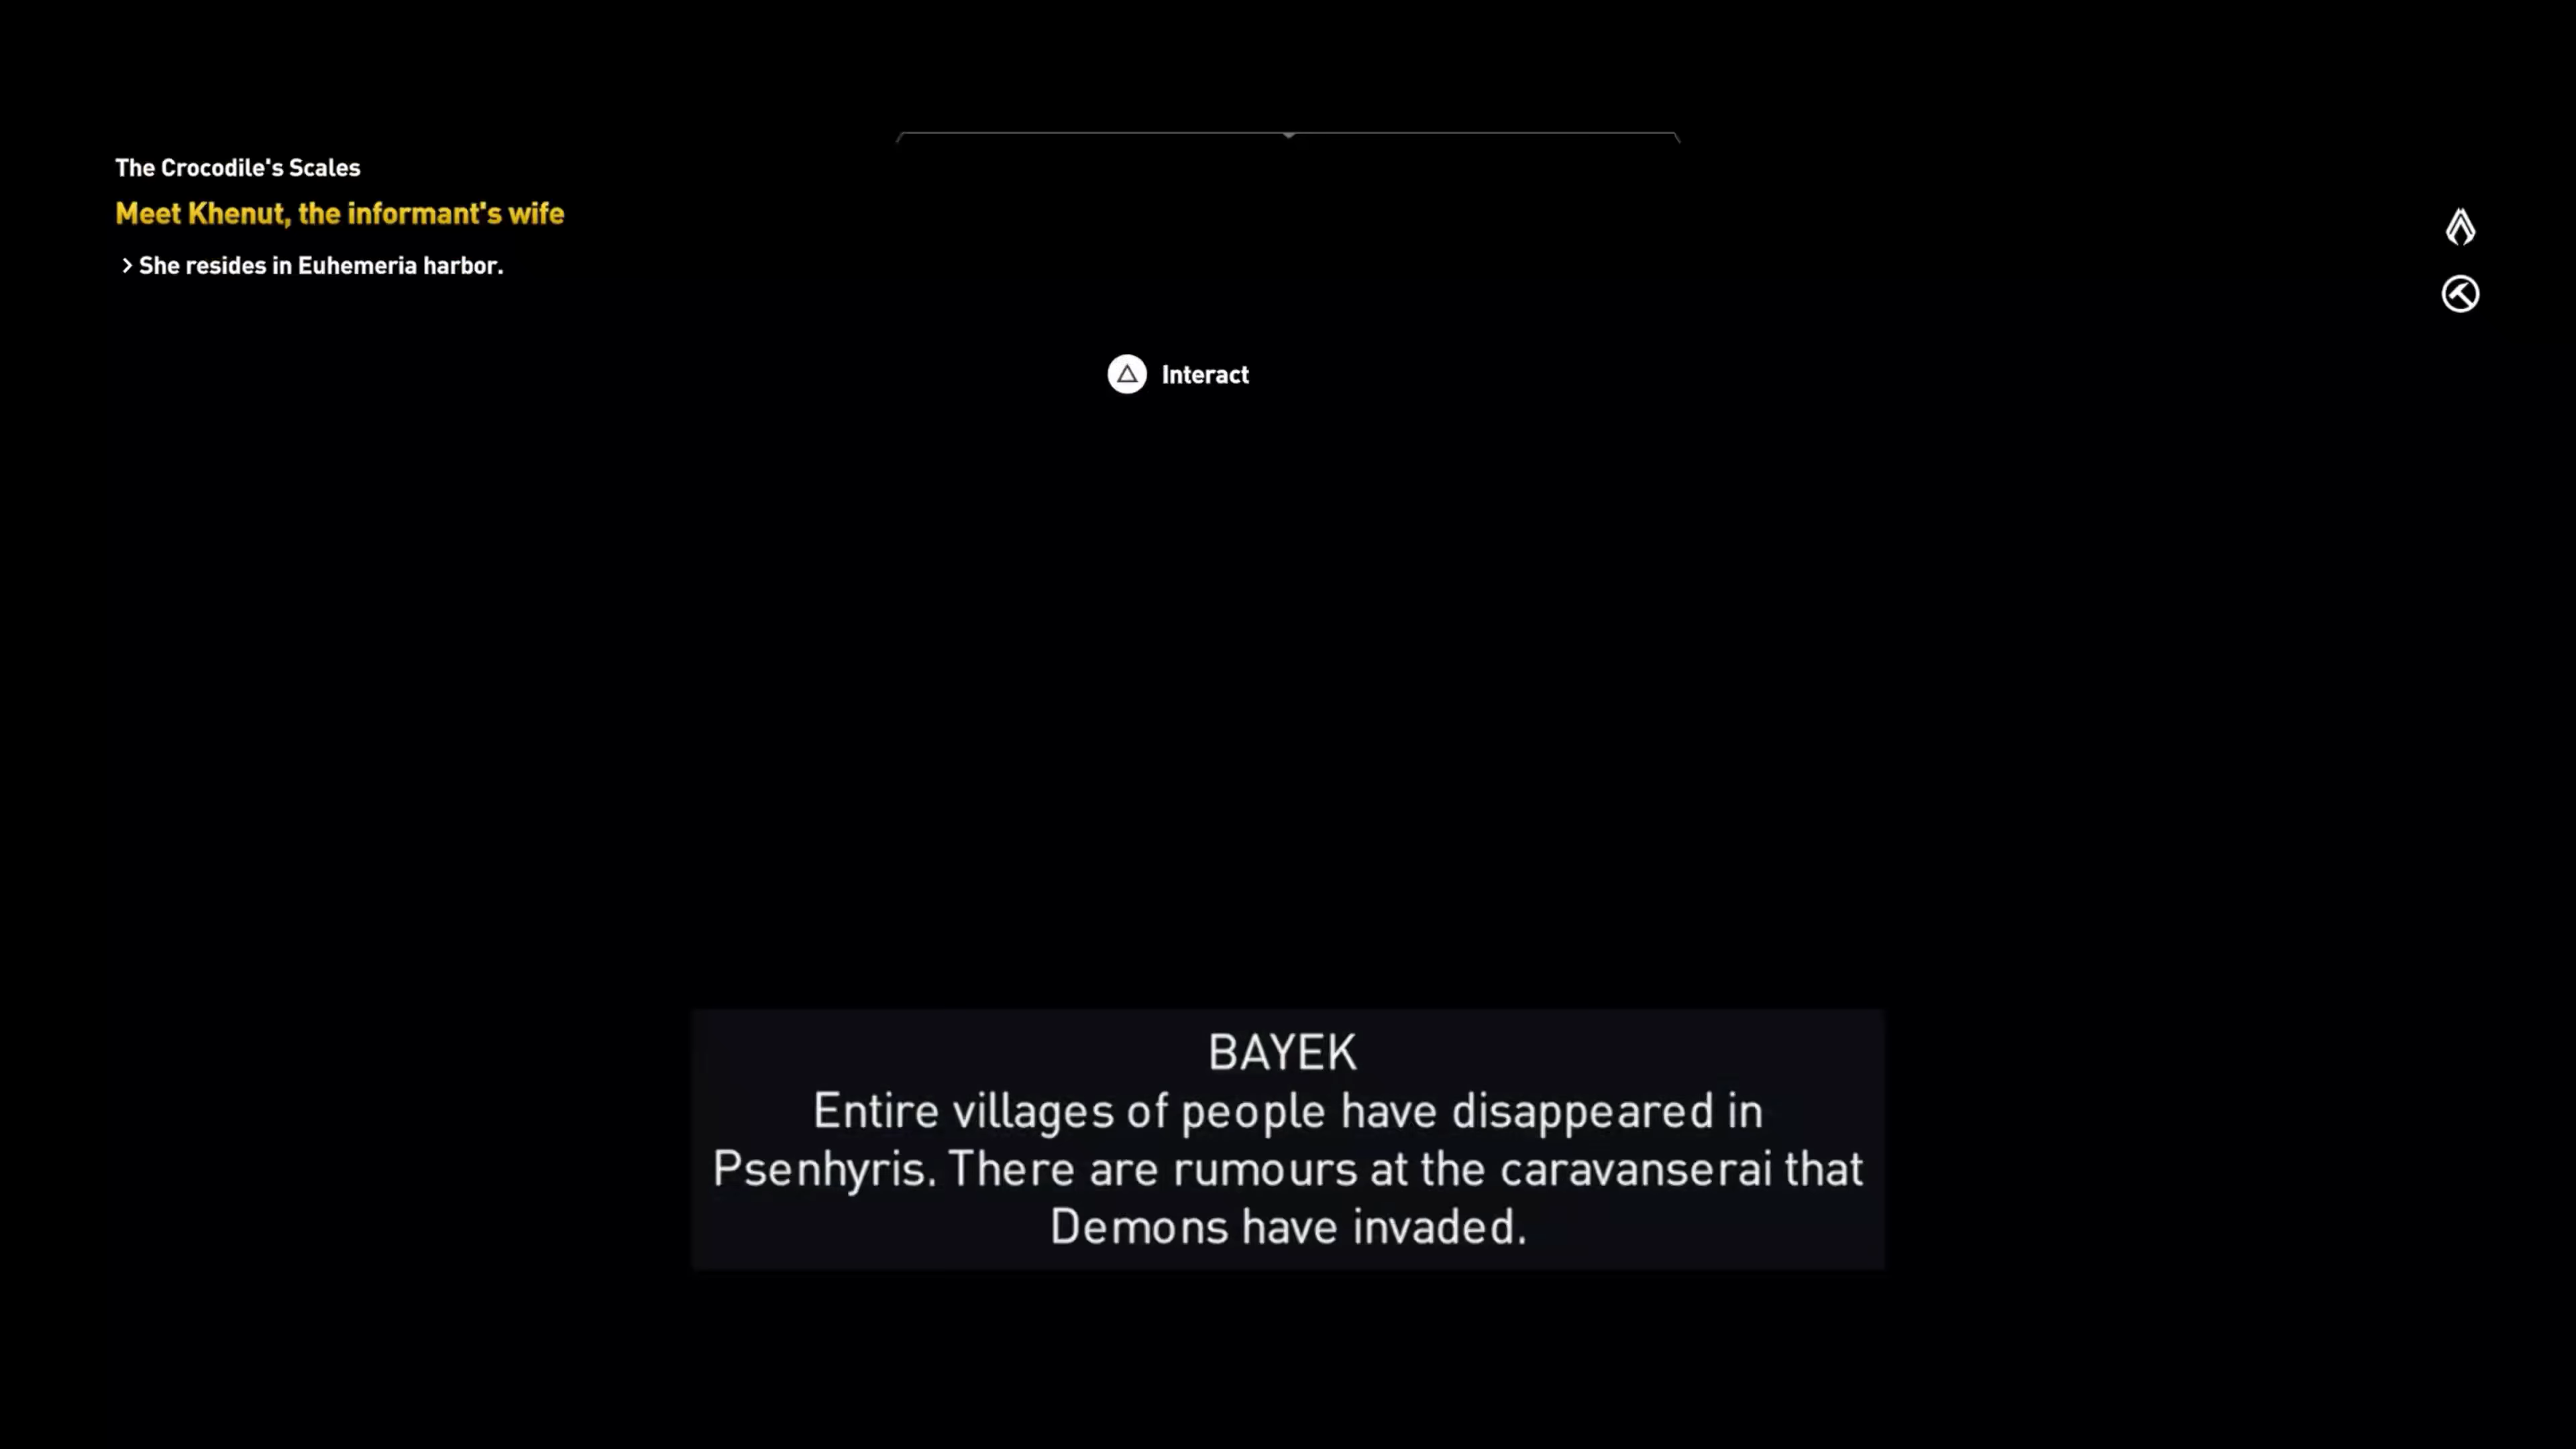 The Crocodile's Scales
Meet Khenut, the informant's wife
> She resides in Euhemeria harbor.
Interact
BAYEK
Entire villages of people have disappeared in
Psenhyris. There are rumours at the caravanserai that
Demons have invaded.